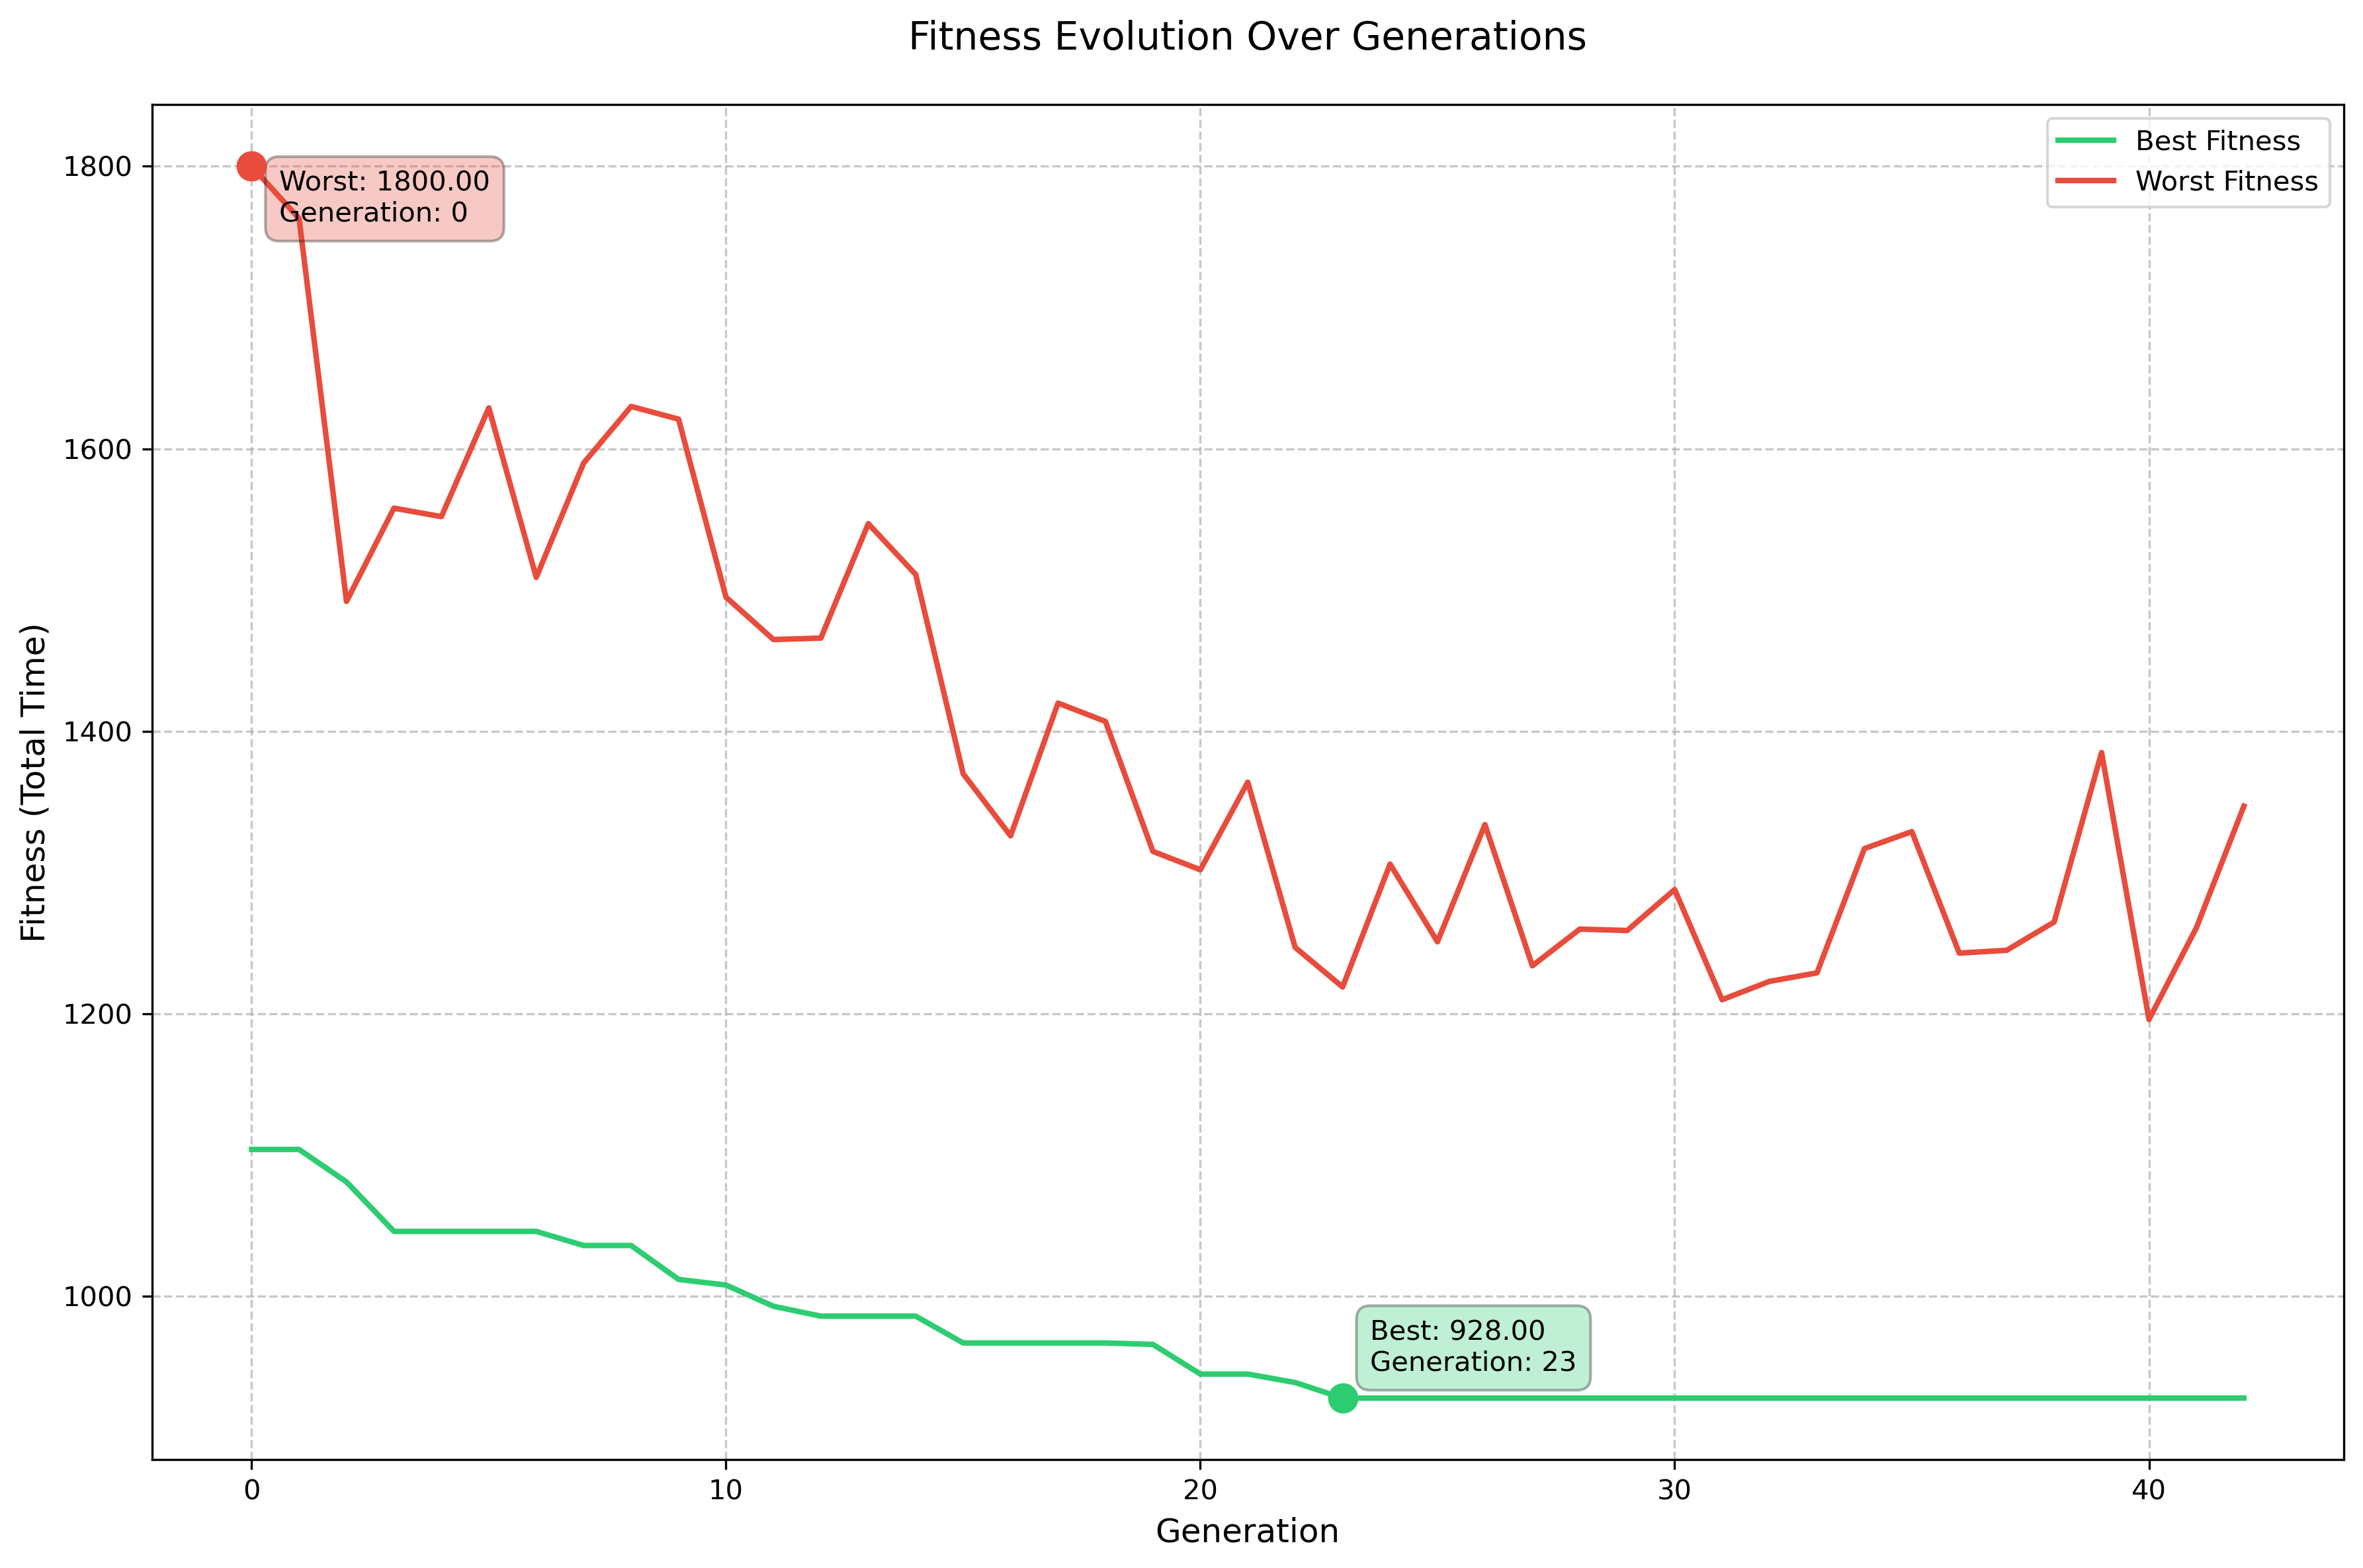 Fitness Evolution Over Generations
Best Fitness
Worst Fitness
Worst: 1800.00
Generation: 0
1800
1600
1400
1200
1000
Fitness (Total Time)
Best: 928.00
Generation: 23
0 10 20 30 40
Generation